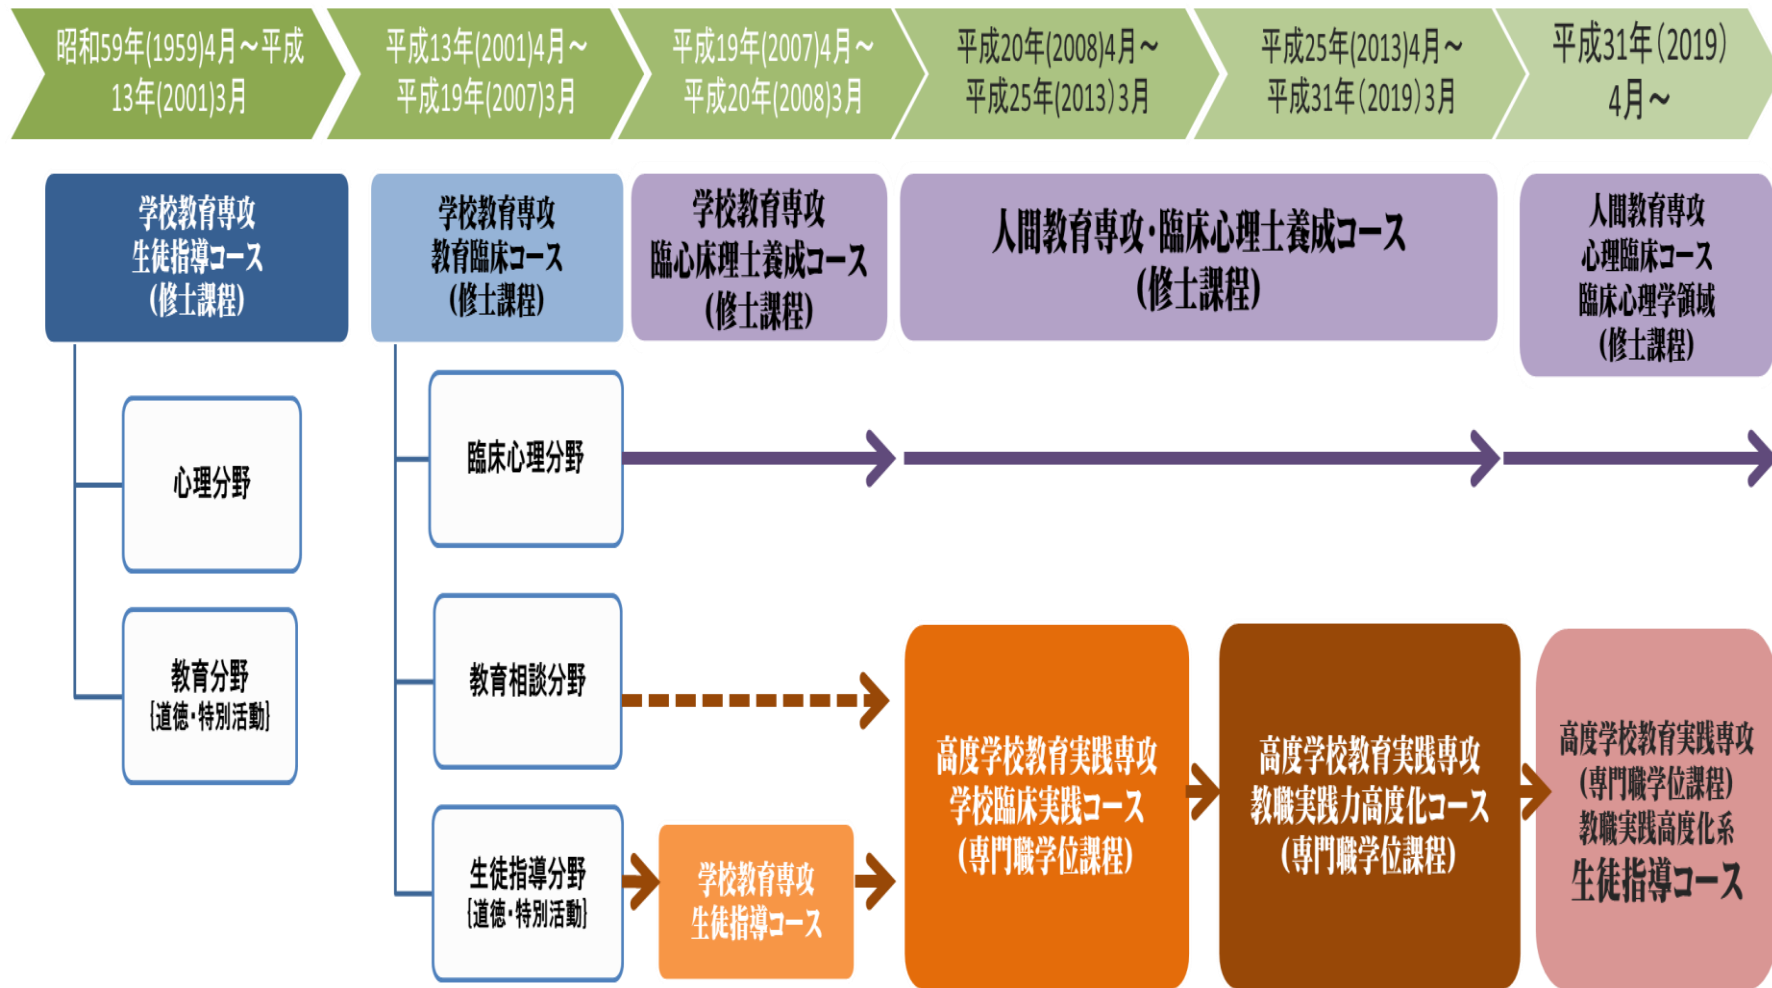 昭和59年(1959)4月～平成
13年(2001)3月
平成13年(2001)4月～
平成19年(2007)3月
平成19年(2007)4月～
平成20年(2008)3月
平成20年(2008)4月～
平成25年(2013)3月
平成25年(2013)4月～
平成31年(2019)3月
平成31年(2019)
4月～
学校教育専攻
生徒指導コース
(修士課程)
学校教育専攻
教育臨床コース
(修士課程)
学校教育専攻
臨心床理士養成コース
(修士課程)
人間教育専攻・臨床心理士養成コース
(修士課程)
人間教育専攻
心理臨床コース
臨床心理学領域
(修士課程)
心理分野
教育分野
{道徳・特別活動}
臨床心理分野
教育相談分野
生徒指導分野
{道徳・特別活動}
学校教育専攻
生徒指導コース
高度学校教育実践専攻
学校臨床実践コース
(専門職学位課程)
高度学校教育実践専攻
教職実践力高度化コース
(専門職学位課程)
高度学校教育実践専攻
(専門職学位課程)
教職実践高度化系
生徒指導コース